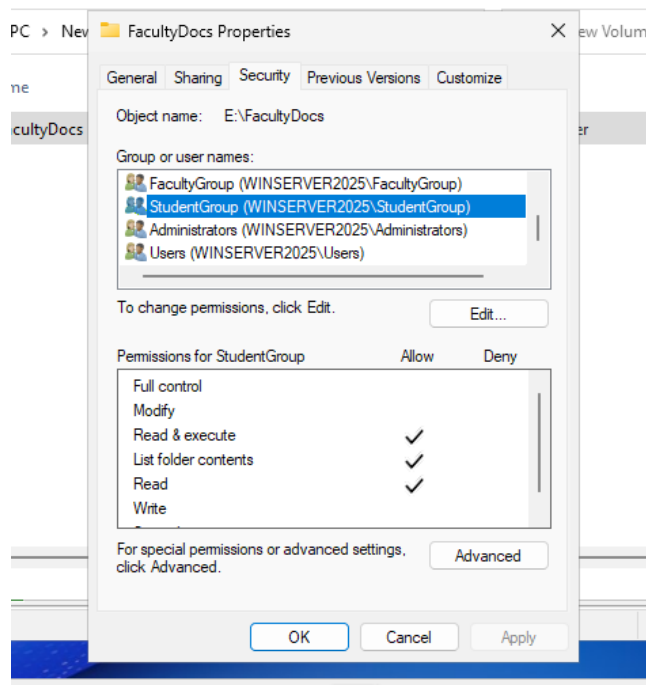 PC > New
FacultyDocs Properties
ew Volum
General Sharing Security Previous Versions Customize
me
cultyDocs
er
Object name: E:\FacultyDocs
Group or user names:
FacultyGroup (WINSERVER2025\FacultyGroup)
StudentGroup (WINSERVER2025\StudentGroup)
Administrators (WINSERVER2025\Administrators)
Users (WINSERVER2025\Users)
To change permissions, click Edit.
Edit...
Permissions for StudentGroup Allow Deny
Full control
Modify
Read & execute
List folder contents
Read
Write
For special permissions or advanced settings,
click Advanced.
Advanced
OK Cancel Apply